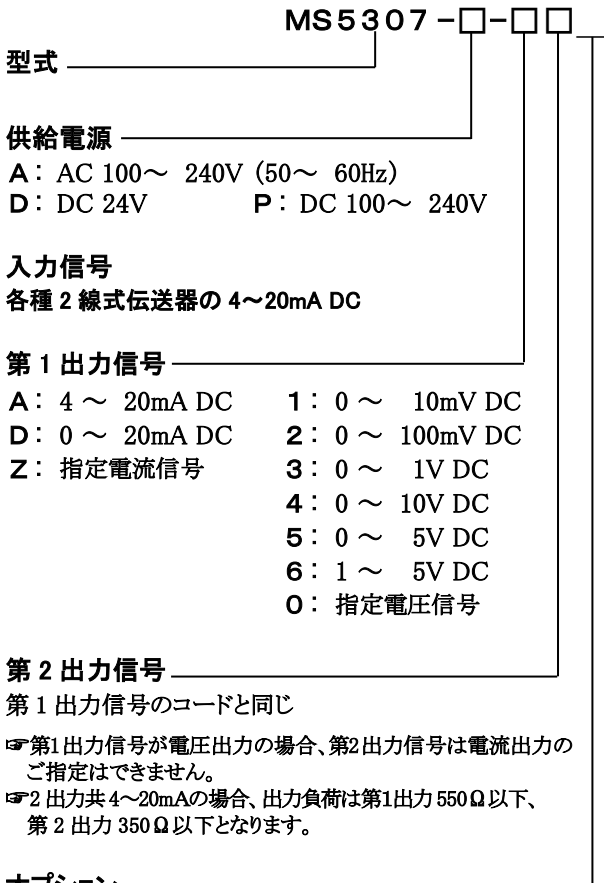 MS5307-□-□□
型式
供給電源
A： AC 100～ 240V（50～ 60Hz）
D： DC 24V P： DC 100～ 240V
入力信号
各種 2 線式伝送器の 4～20mA DC
第 1 出力信号
A： 4 ～ 20mA DC 1： 0 ～ 10mV DC
D： 0 ～ 20mA DC 2： 0 ～ 100mV DC
Z： 指定電流信号 3： 0 ～ 1V DC
4： 0 ～ 10V DC
5： 0 ～ 5V DC
6： 1 ～ 5V DC
0： 指定電圧信号
第 2 出力信号
第 1 出力信号のコードと同じ
☞第1出力信号が電圧出力の場合、第2出力信号は電流出力の
ご指定はできません。
☞2 出力共 4～20mAの場合、出力負荷は第1出力 550Ω以下、
第 2 出力 350Ω以下となります。
オプション